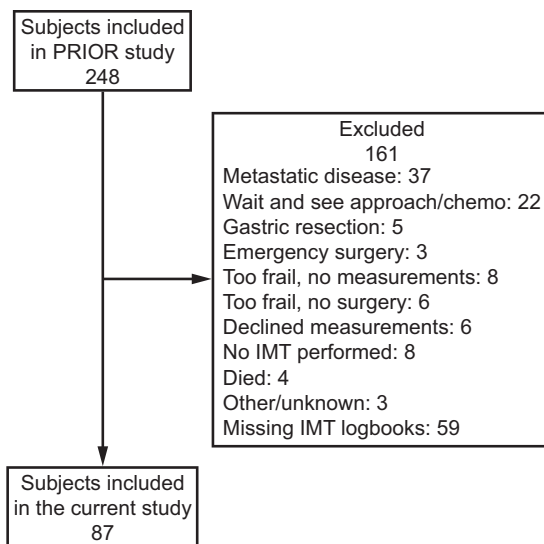 Subjects included
in PRIOR study
248
Excluded
161
Metastatic disease: 37
Wait and see approach/chemo: 22
Gastric resection: 5
Emergency surgery: 3
Too frail, no measurements: 8
Too frail, no surgery: 6
Declined measurements: 6
No IMT performed: 8
Died: 4
Other/unknown: 3
Missing IMT logbooks: 59
Subjects included
in the current study
87